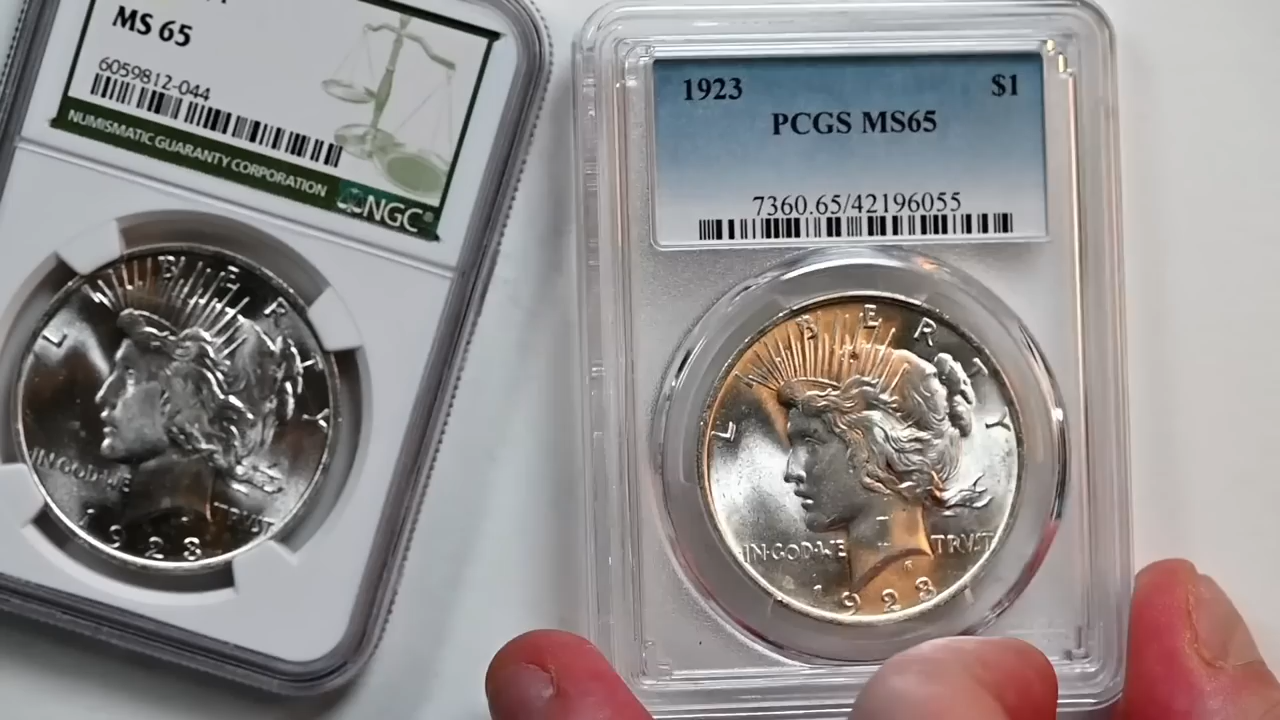 MS 65
6059812-044
NUMISMATIC GUARANTY CORPORATION
NGC®
LIBERTY
IN GOD WE TRUST
1923
1923 $1
PCGS MS65
7360.65/42196055
LIBERTY
IN·GOD·WE TRVST
1923